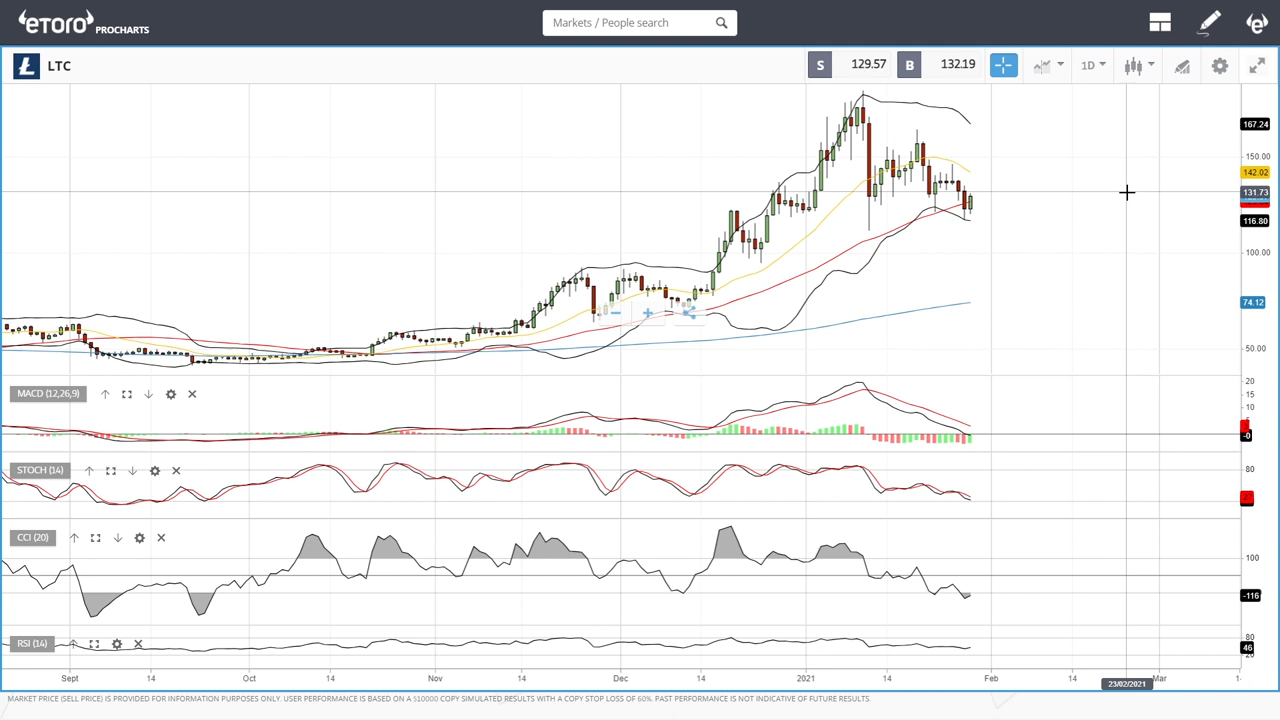 eToro PROCHARTS
Markets / People search
LTC
S 129.57 B 132.19
1D
167.24
150.00
142.02
131.73
116.80
100.00
74.12
50.00
MACD (12,26,9)
20
15
10
-0
STOCH (14)
80
CCI (20)
100
-116
RSI (14)
80
46
20
Sept 14 Oct 14 Nov 14 Dec 14 2021 14 Feb 14 23/02/2021 Mar
MARKET PRICE (SELL PRICE) IS PROVIDED FOR INFORMATION PURPOSES ONLY. USER PERFORMANCE IS BASED ON A $10000 COPY SIMULATED RESULTS WITH A COPY STOP LOSS OF 60%. PAST PERFORMANCE IS NOT INDICATIVE OF FUTURE RESULTS.